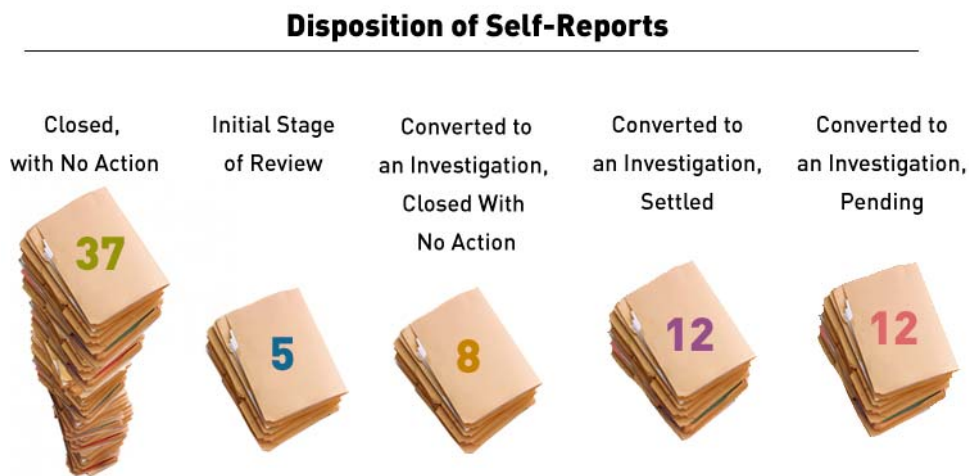 Disposition of Self-Reports
Closed,
with No Action
37
Initial Stage
of Review
5
Converted to
an Investigation,
Closed With
No Action
8
Converted to
an Investigation,
Settled
12
Converted to
an Investigation,
Pending
12